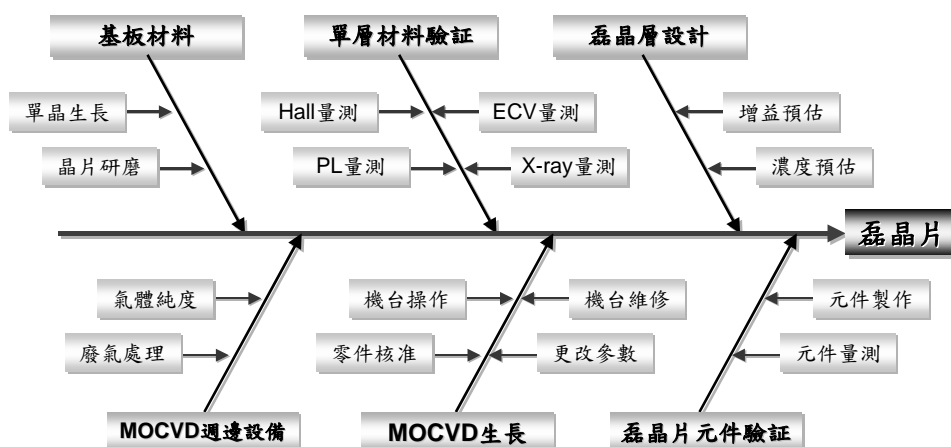 基板材料
單層材料驗証
磊晶層設計
單晶生長
Hall量測
ECV量測
增益預估
晶片研磨
PL量測
X-ray量測
濃度預估
磊晶片
氣體純度
機台操作
機台維修
元件製作
廢氣處理
零件核准
更改參數
元件量測
MOCVD週邊設備
MOCVD生長
磊晶片元件驗証